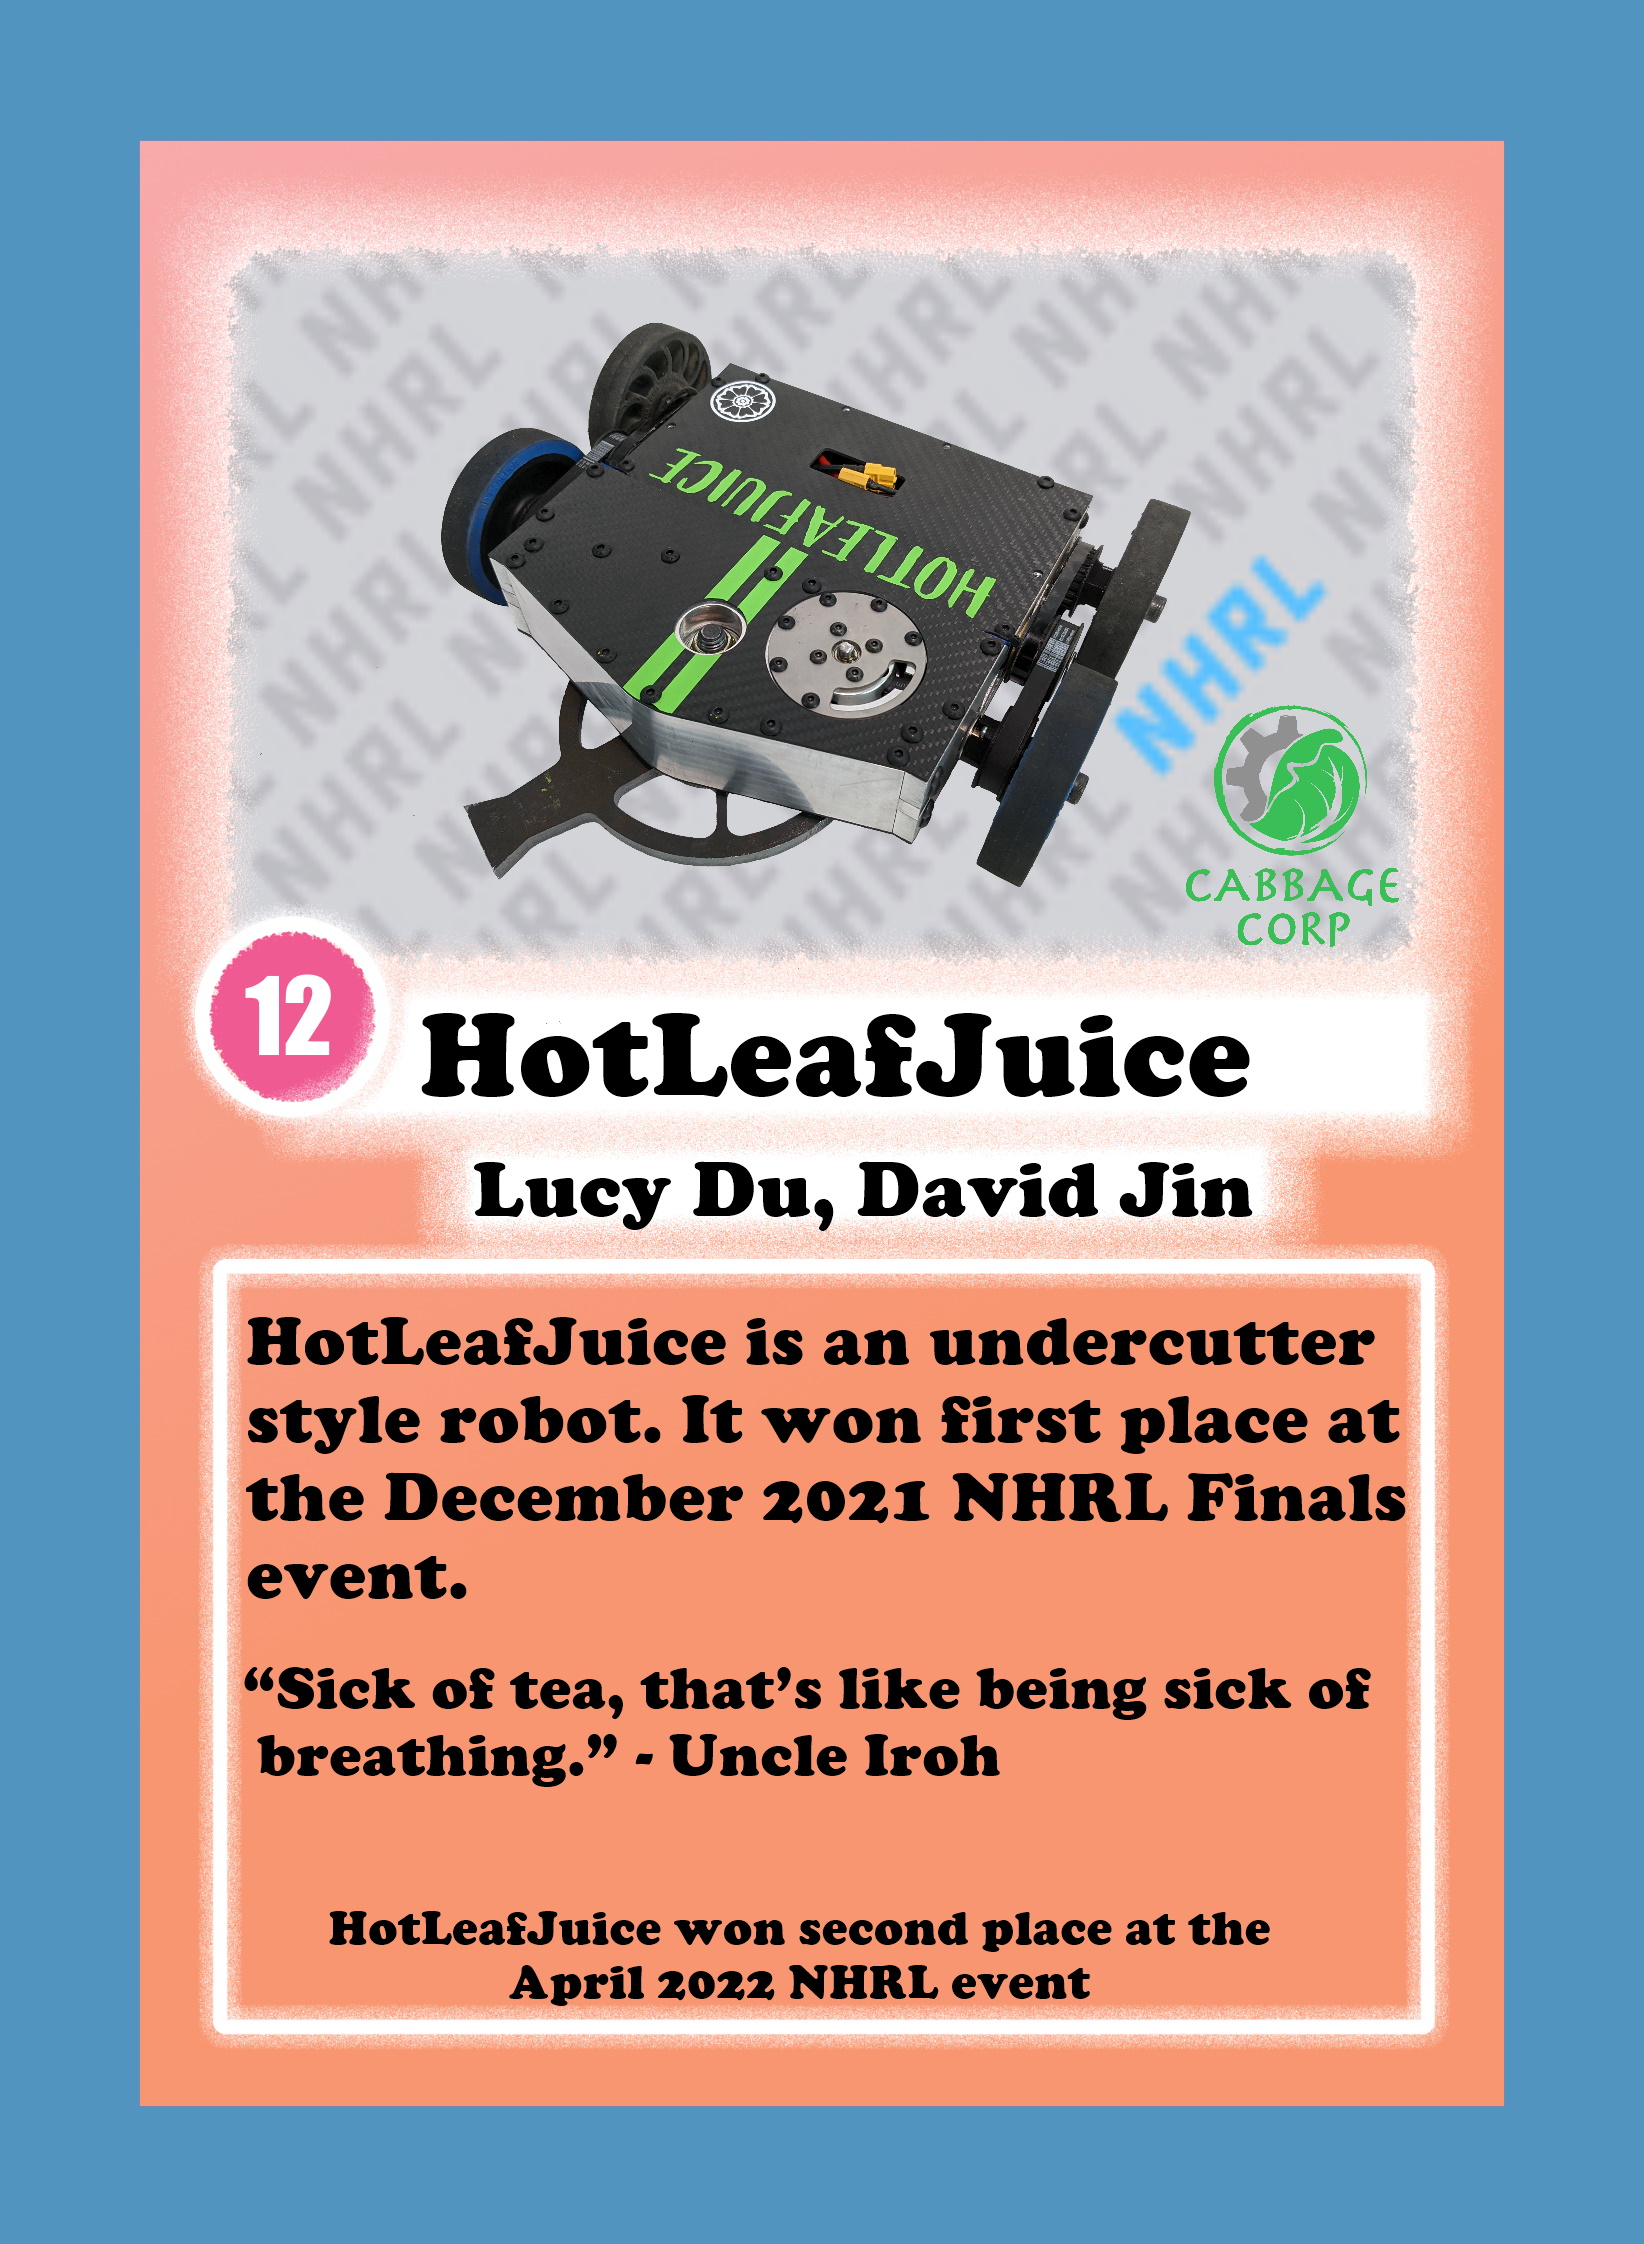 NHRL
HOTLEAFJUICE
CABBAGE
CORP
12
HotLeafJuice
Lucy Du, David Jin
HotLeafJuice is an undercutter
style robot. It won first place at
the December 2021 NHRL Finals
event.
“Sick of tea, that’s like being sick of
breathing.” - Uncle Iroh
HotLeafJuice won second place at the
April 2022 NHRL event